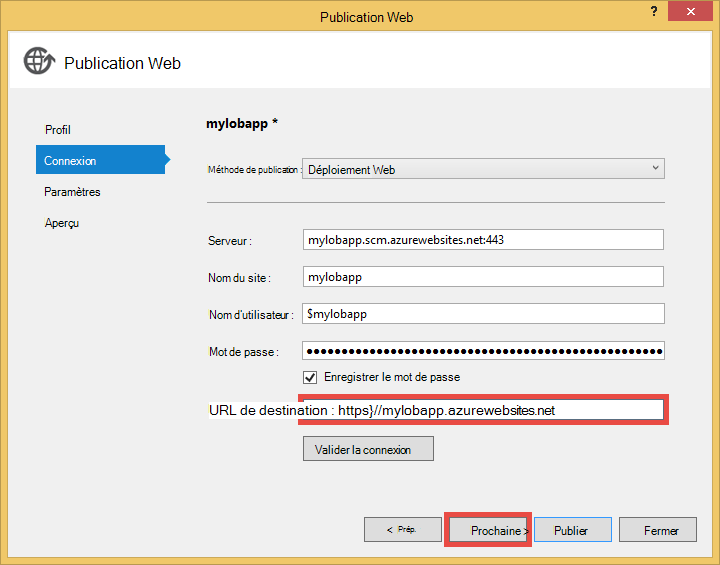 Publication Web
?
Publication Web
mylobapp *
Profil
Connexion
Paramètres
Aperçu
Méthode de publication : Déploiement Web
Serveur : mylobapp.scm.azurewebsites.net:443
Nom du site : mylobapp
Nom d'utilisateur : $mylobapp
Mot de passe : ●●●●●●●●●●●●●●●●●●●●●●●●●●●●●●●●●●●●●●●●●●●●●
Enregistrer le mot de passe
URL de destination : https}//mylobapp.azurewebsites.net
Valider la connexion
< Prép. Prochaine > Publier Fermer